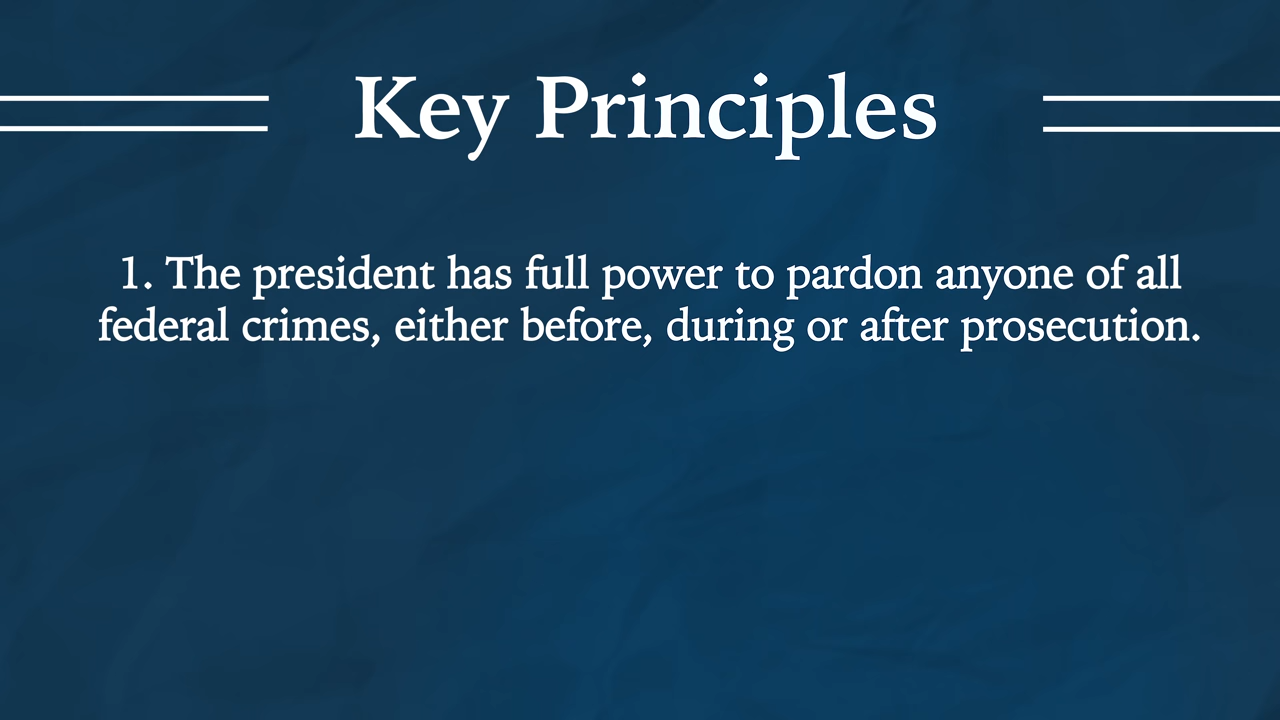 Key Principles
1. The president has full power to pardon anyone of all
federal crimes, either before, during or after prosecution.